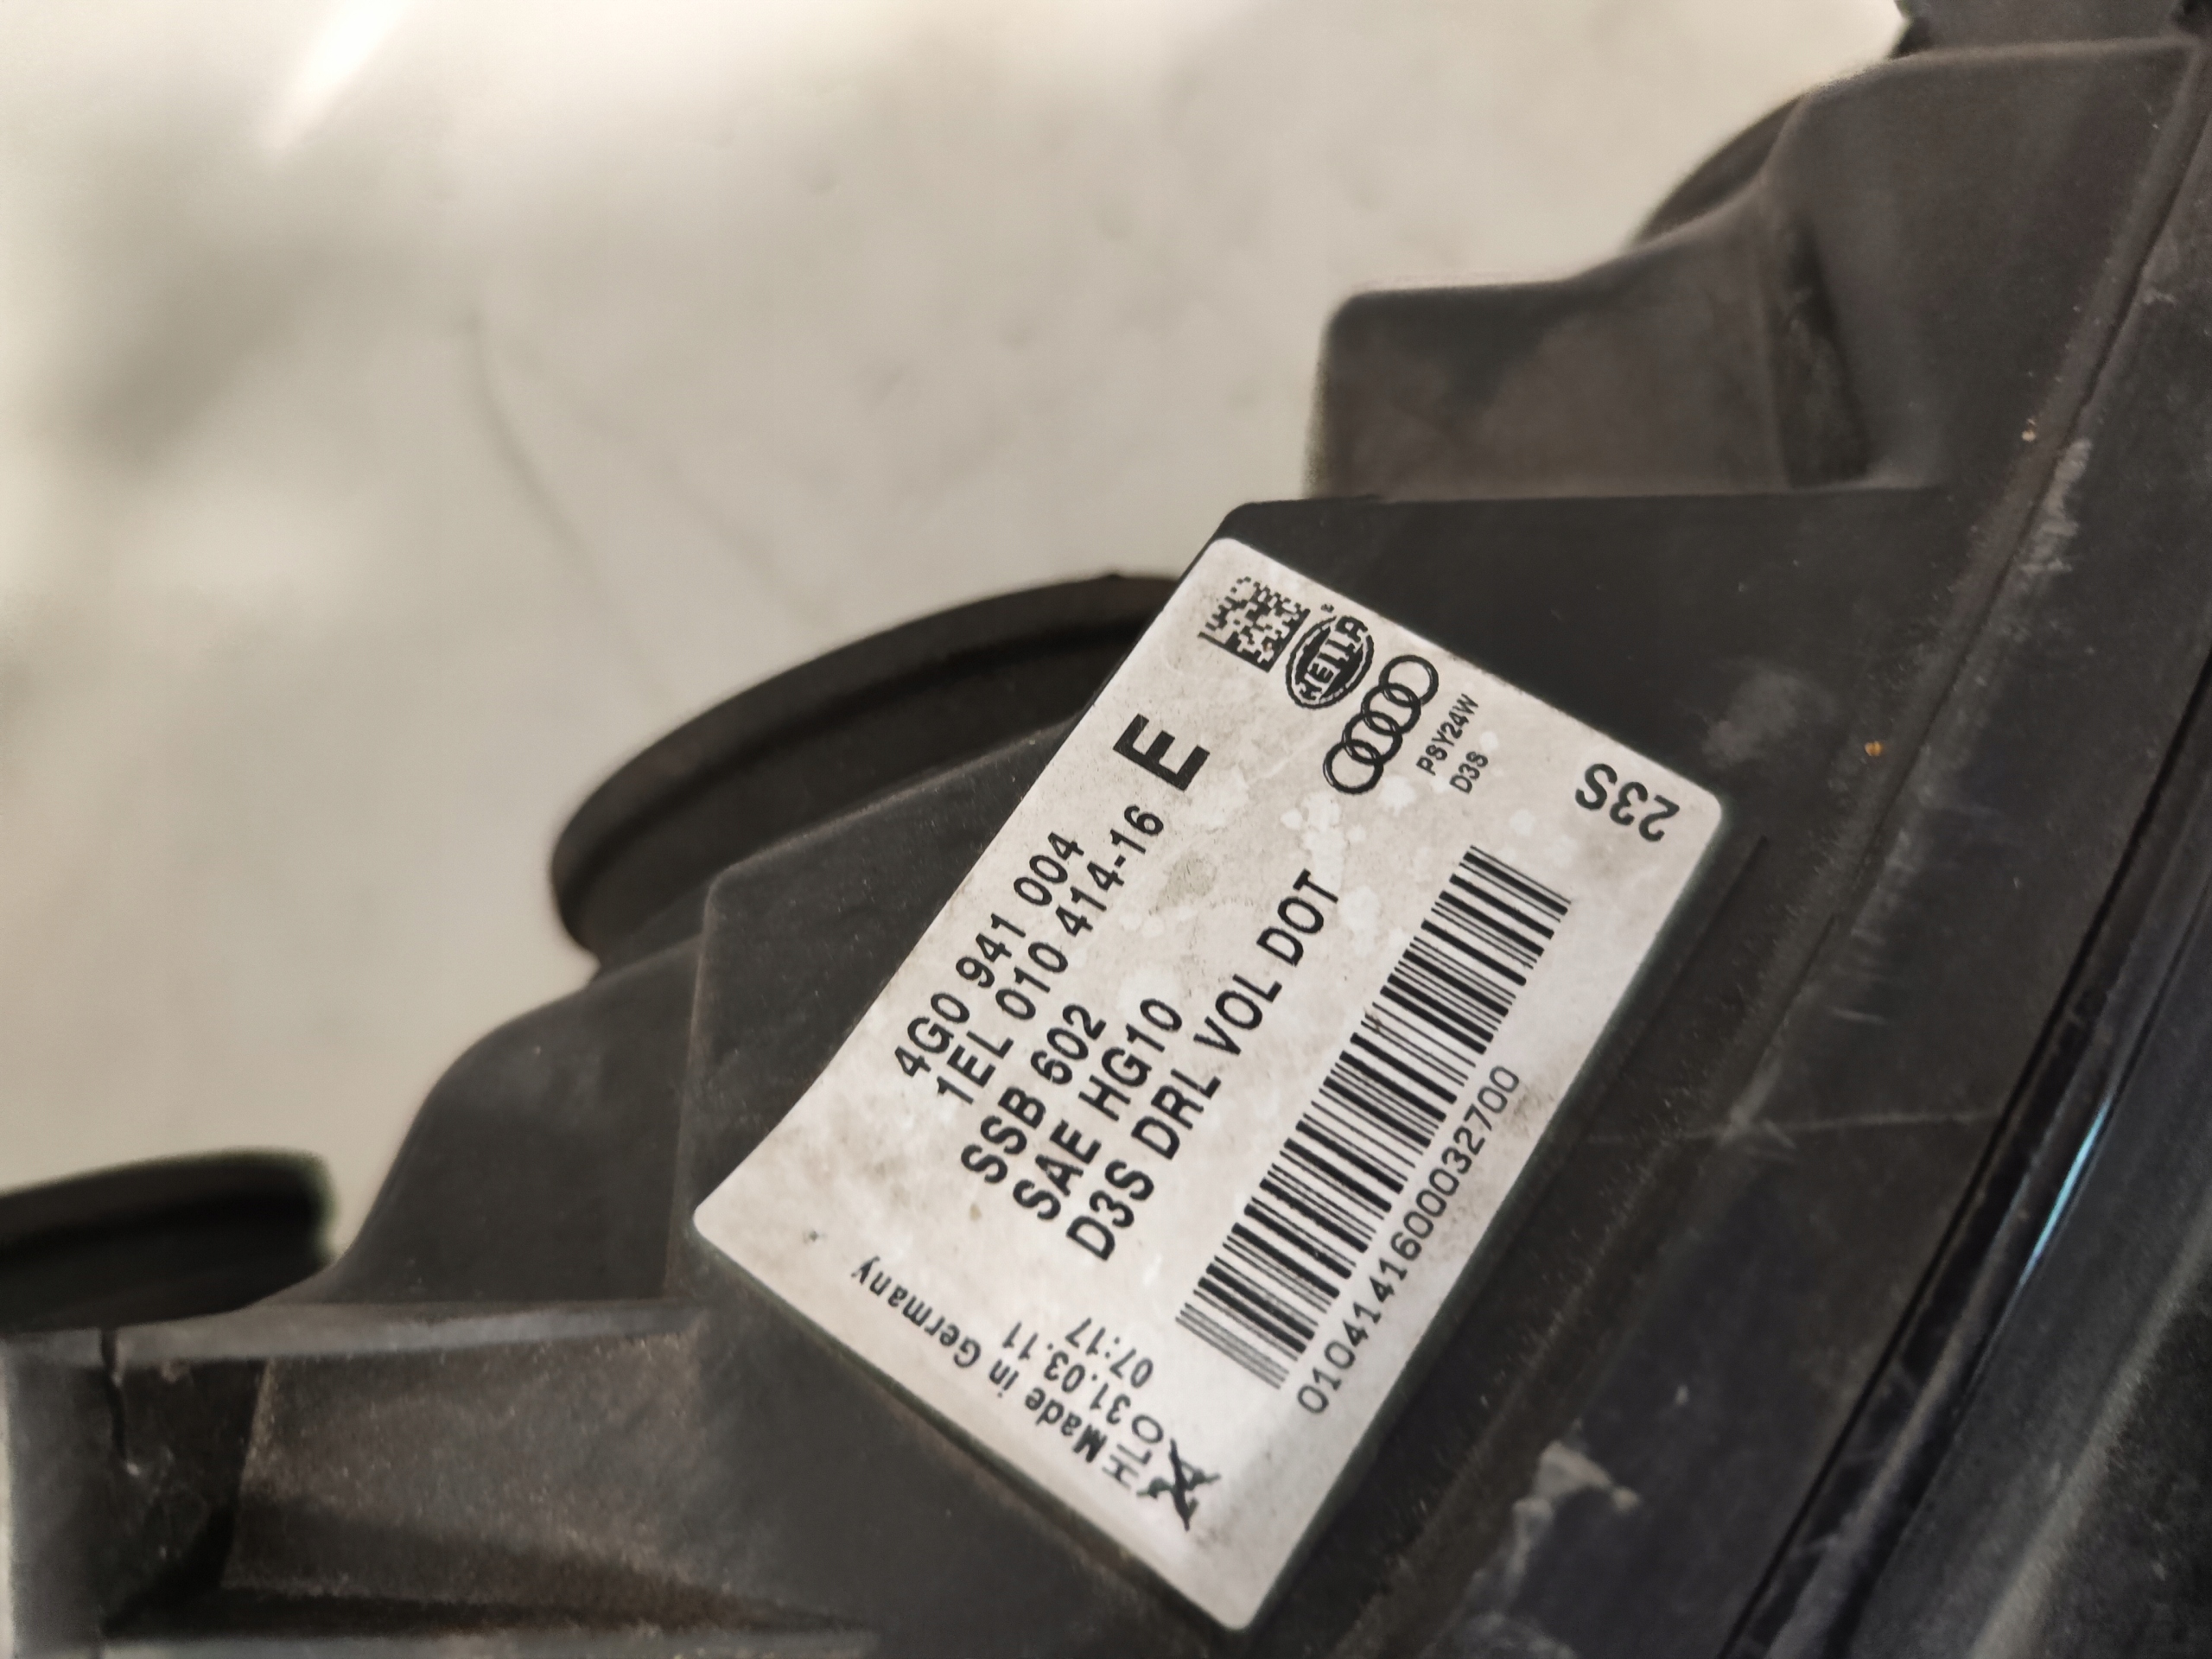 HELLA
®
PSY24W
D3S
23S
4G0 941 004
E
1EL 010 414-16
SSB 602
SAE HG10
D3S DRL VOL DOT
01041416000032700
Made in Germany
31.03.11
07:17
HLO